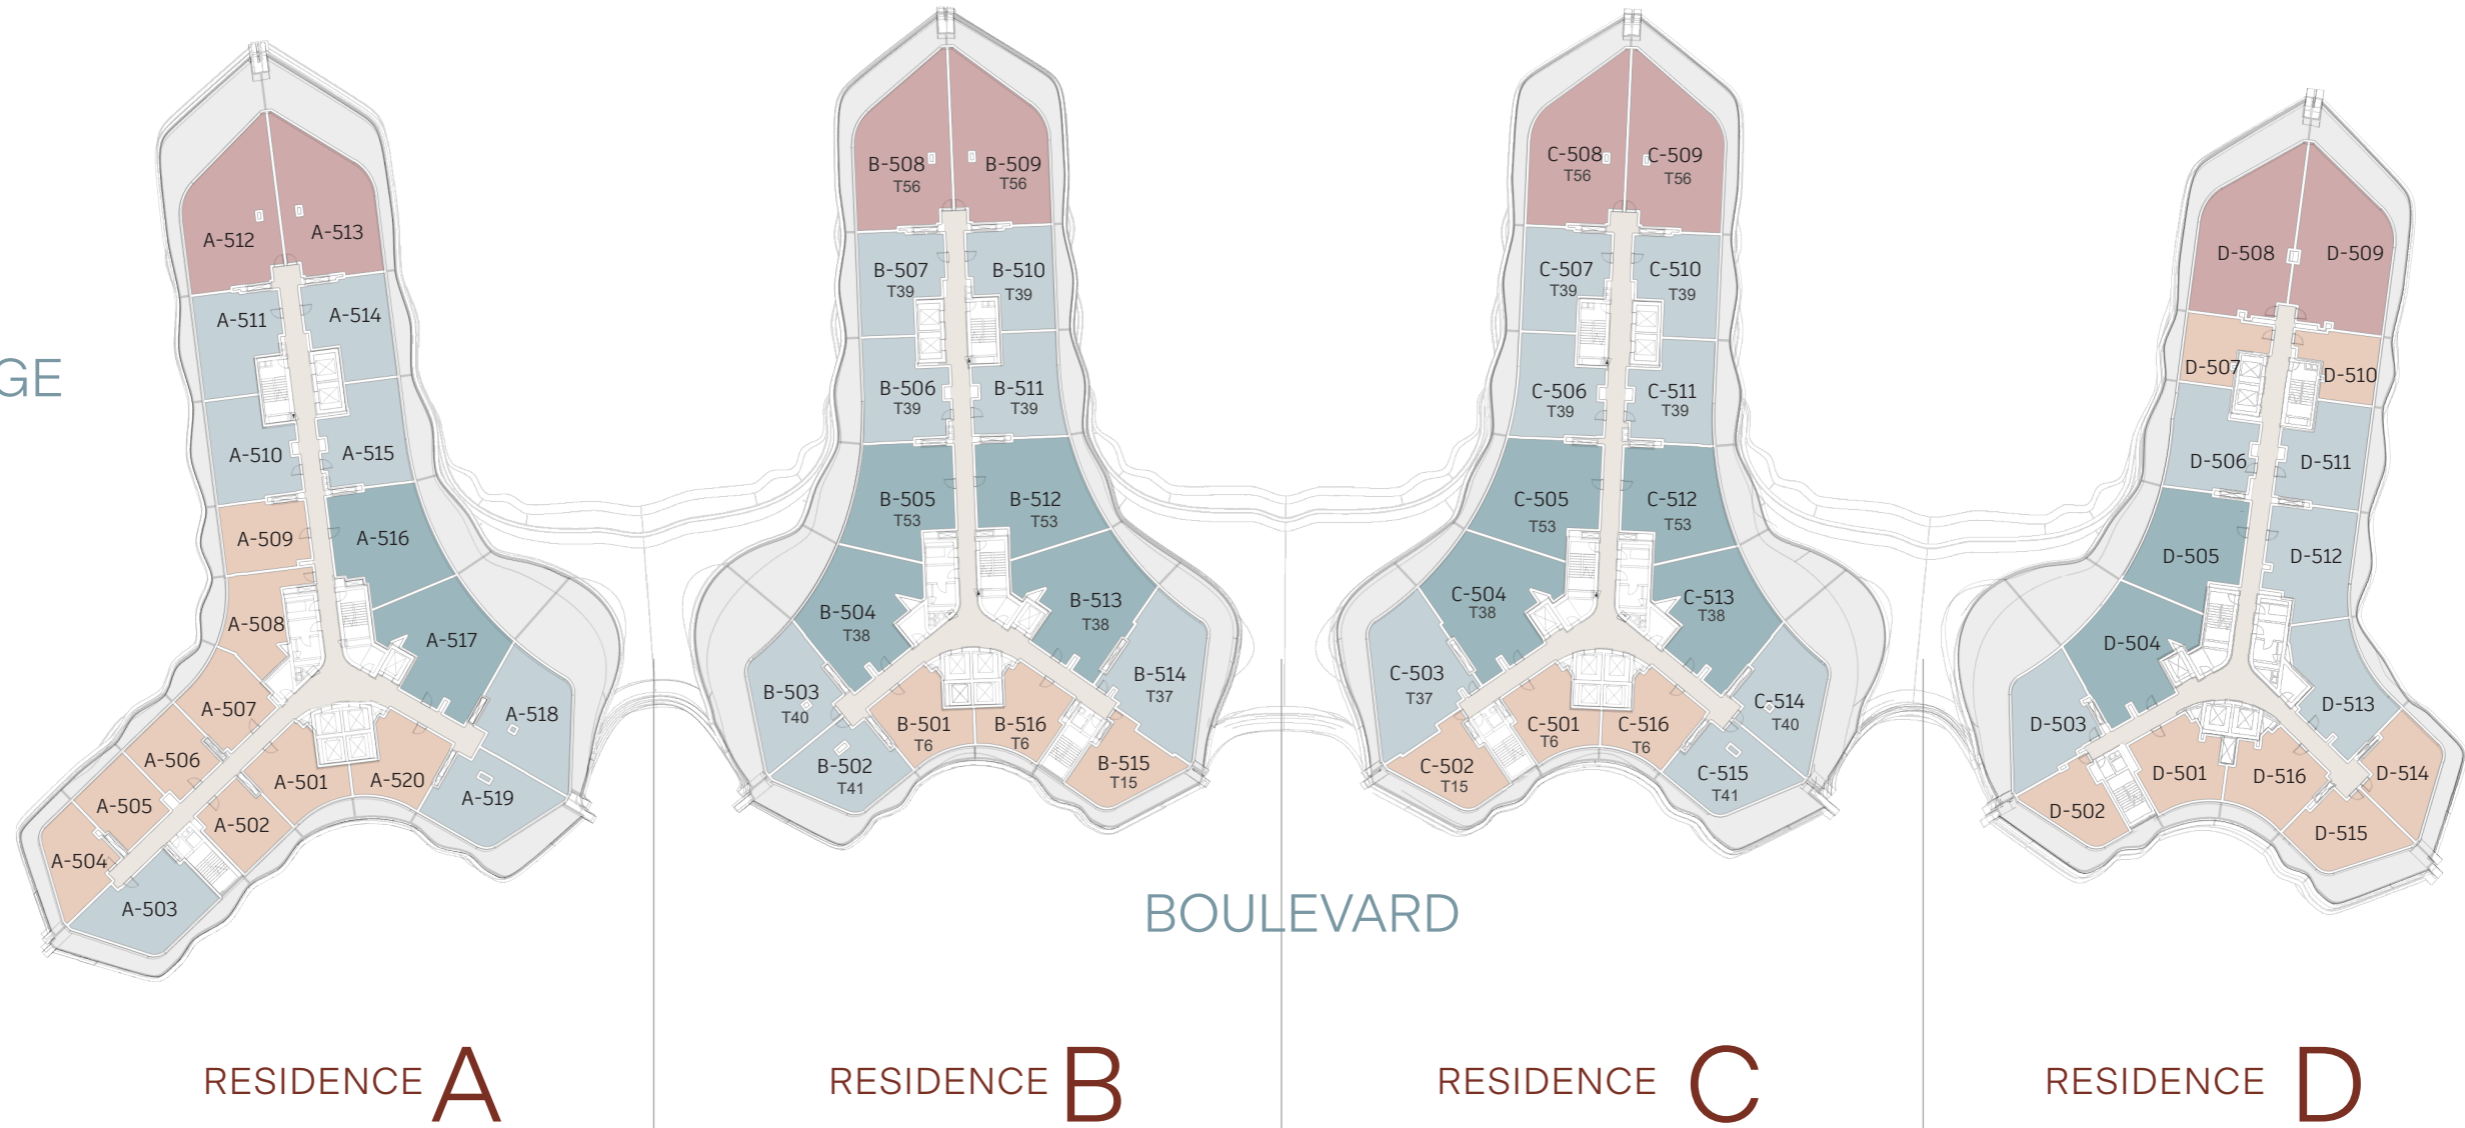 GE
A-512
A-513
A-511
A-514
A-510
A-515
A-509
A-516
A-508
A-517
A-507
A-518
A-506
A-501
A-520
A-519
A-505
A-502
A-504
A-503
B-508
T56
B-509
T56
B-507
T39
B-510
T39
B-506
T39
B-511
T39
B-505
T53
B-512
T53
B-504
T38
B-513
T38
B-503
T40
B-514
T37
B-501
T6
B-516
T6
B-502
T41
B-515
T15
C-508
T56
C-509
T56
C-507
T39
C-510
T39
C-506
T39
C-511
T39
C-505
T53
C-512
T53
C-504
T38
C-513
T38
C-503
T37
C-514
T40
C-501
T6
C-516
T6
C-502
T15
C-515
T41
D-508
D-509
D-507
D-510
D-506
D-511
D-505
D-512
D-504
D-513
D-503
D-501
D-516
D-514
D-502
D-515
BOULEVARD
RESIDENCE A
RESIDENCE B
RESIDENCE C
RESIDENCE D